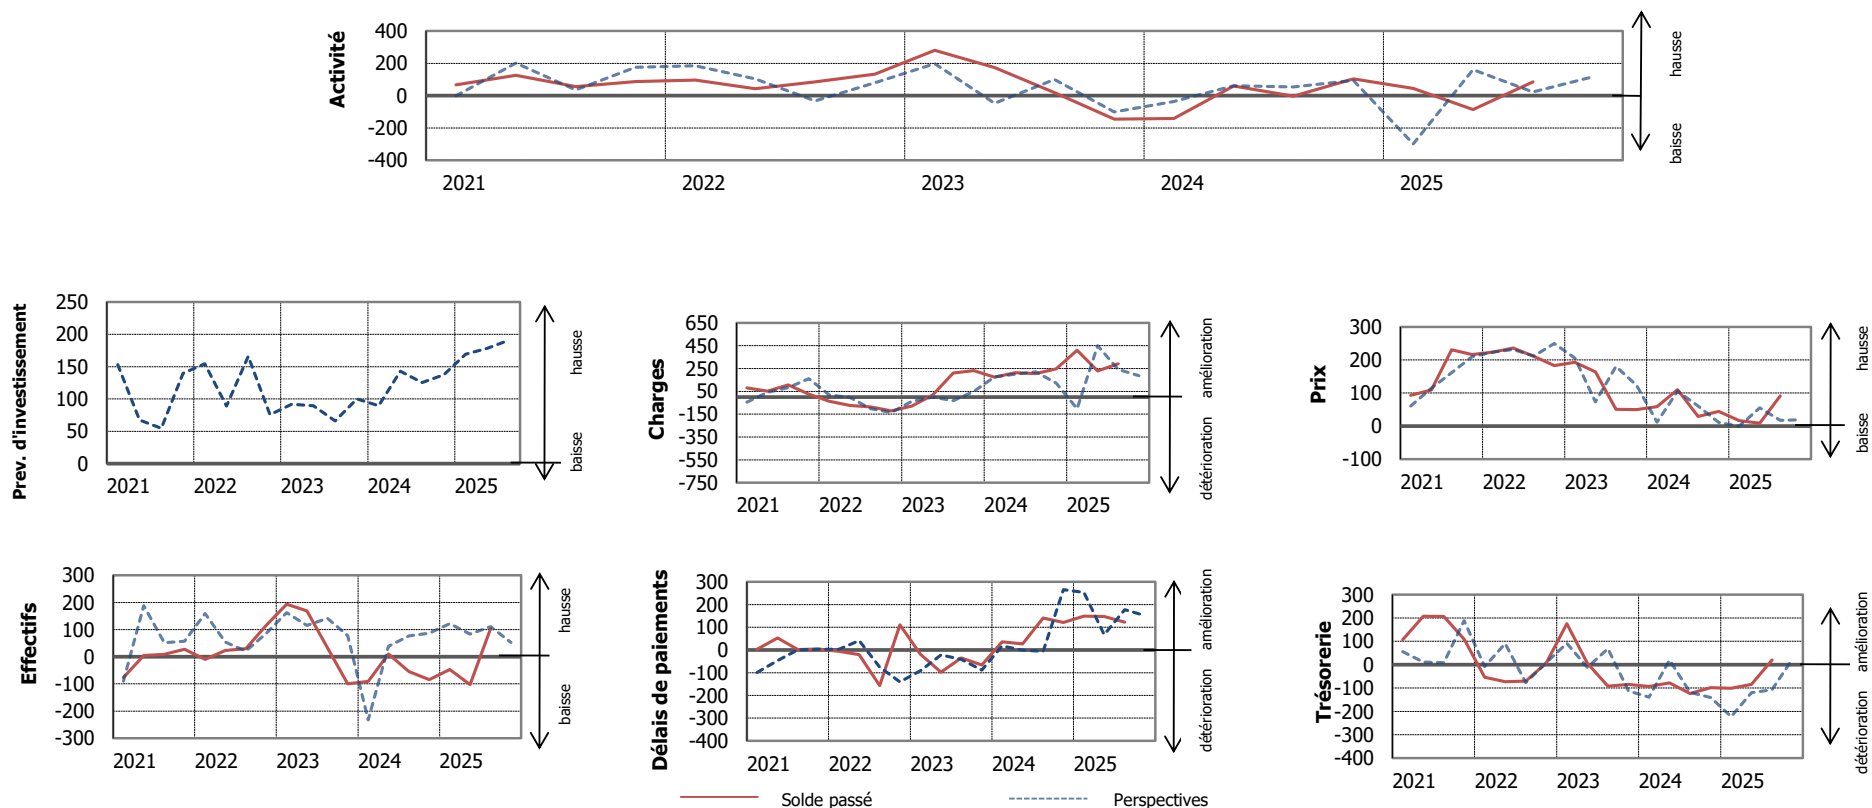 Activité
400
200
0
-200
-400
2021 2022 2023 2024 2025
hausse
baisse
Prev. d'investissement
250
200
150
100
50
0
2021 2022 2023 2024 2025
hausse
baisse
Charges
650
450
250
50
-150
-350
-550
-750
2021 2022 2023 2024 2025
amélioration
détérioration
Prix
300
200
100
0
-100
2021 2022 2023 2024 2025
hausse
baisse
Effectifs
300
200
100
0
-100
-200
-300
2021 2022 2023 2024 2025
hausse
baisse
Délais de paiements
300
200
100
0
-100
-200
-300
-400
2021 2022 2023 2024 2025
amélioration
détérioration
Trésorerie
300
200
100
0
-100
-200
-300
-400
2021 2022 2023 2024 2025
amélioration
détérioration
Solde passé Perspectives